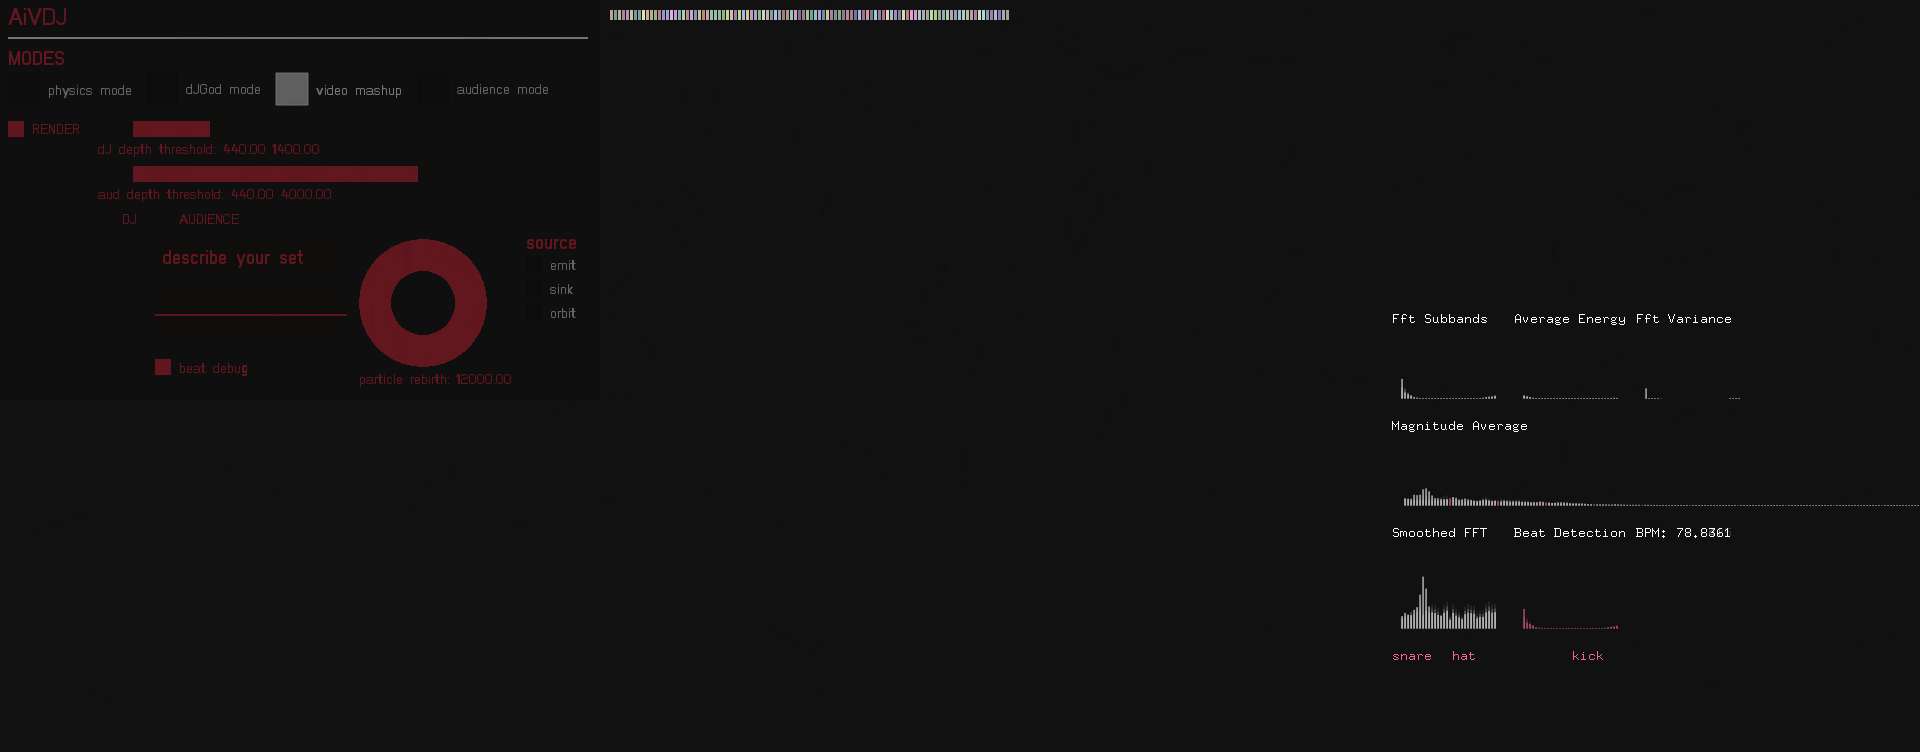 AiVDJ
MODES
physics mode dJGod mode video mashup audience mode
RENDER
dJ depth threshold: 440.00 1400.00
aud depth threshold: 440.00 4000.00
DJ AUDIENCE
describe your set
source
emit
sink
orbit
beat debug
particle rebirth: 12000.00
Fft Subbands Average Energy Fft Variance
Magnitude Average
Smoothed FFT Beat Detection BPM:
snare hat kick